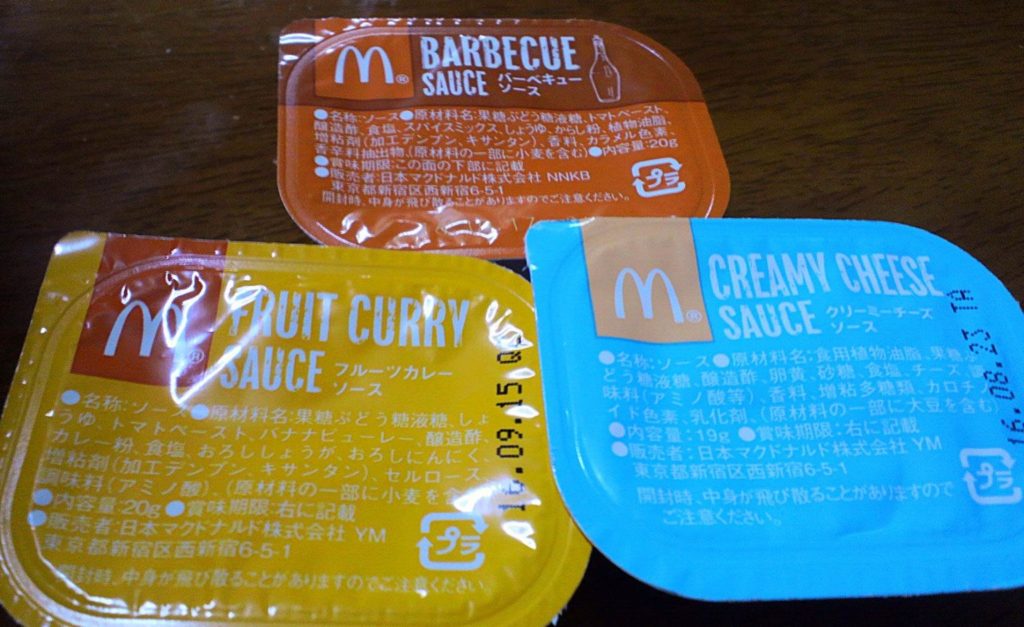 BARBECUE
SAUCE バーベキュー
ソース
●名称:ソース●原材料名:果糖ぶどう糖液糖、トマトペースト、
醸造酢、食塩、スパイスミックス、しょうゆ、からし粉、植物油脂、
増粘剤(加工デンプン、キサンタン)、香料、カラメル色素、
香辛料抽出物、(原材料の一部に小麦を含む)●内容量:20g
●賞味期限:この面の下部に記載
●販売者:日本マクドナルド株式会社 NNKB
東京都新宿区西新宿6-5-1
開封時、中身が飛び散ることがありますのでご注意ください。
プラ
FRUIT CURRY
SAUCE フルーツカレー
ソース
●名称:ソース●原材料名:果糖ぶどう糖液糖、しょ
うゆ、トマトペースト、バナナピューレー、醸造酢、
カレー粉、食塩、おろししょうが、おろしにんにく、
増粘剤(加工デンプン、キサンタン)、セルロース、
調味料(アミノ酸)、(原材料の一部に小麦を含
●内容量:20g ●賞味期限:右に記載
●販売者:日本マクドナルド株式会社 YM
東京都新宿区西新宿6-5-1
開封時、中身が飛び散ることがありますのでご注意ください。
プラ
16.09.15
CREAMY CHEESE
SAUCE クリーミーチーズ
ソース
●名称:ソース●原材料名:食用植物油脂、果糖ぶ
どう糖液糖、醸造酢、卵黄、砂糖、食塩、チーズ、調
味料(アミノ酸等)、香料、増粘多糖類、カロチノ
イド色素、乳化剤、(原材料の一部に大豆を含む)
●内容量:19g ●賞味期限:右に記載
●販売者:日本マクドナルド株式会社 YM
東京都新宿区西新宿6-5-1
開封時、中身が飛び散ることがありますので
ご注意ください。
プラ
16.08.23 TA